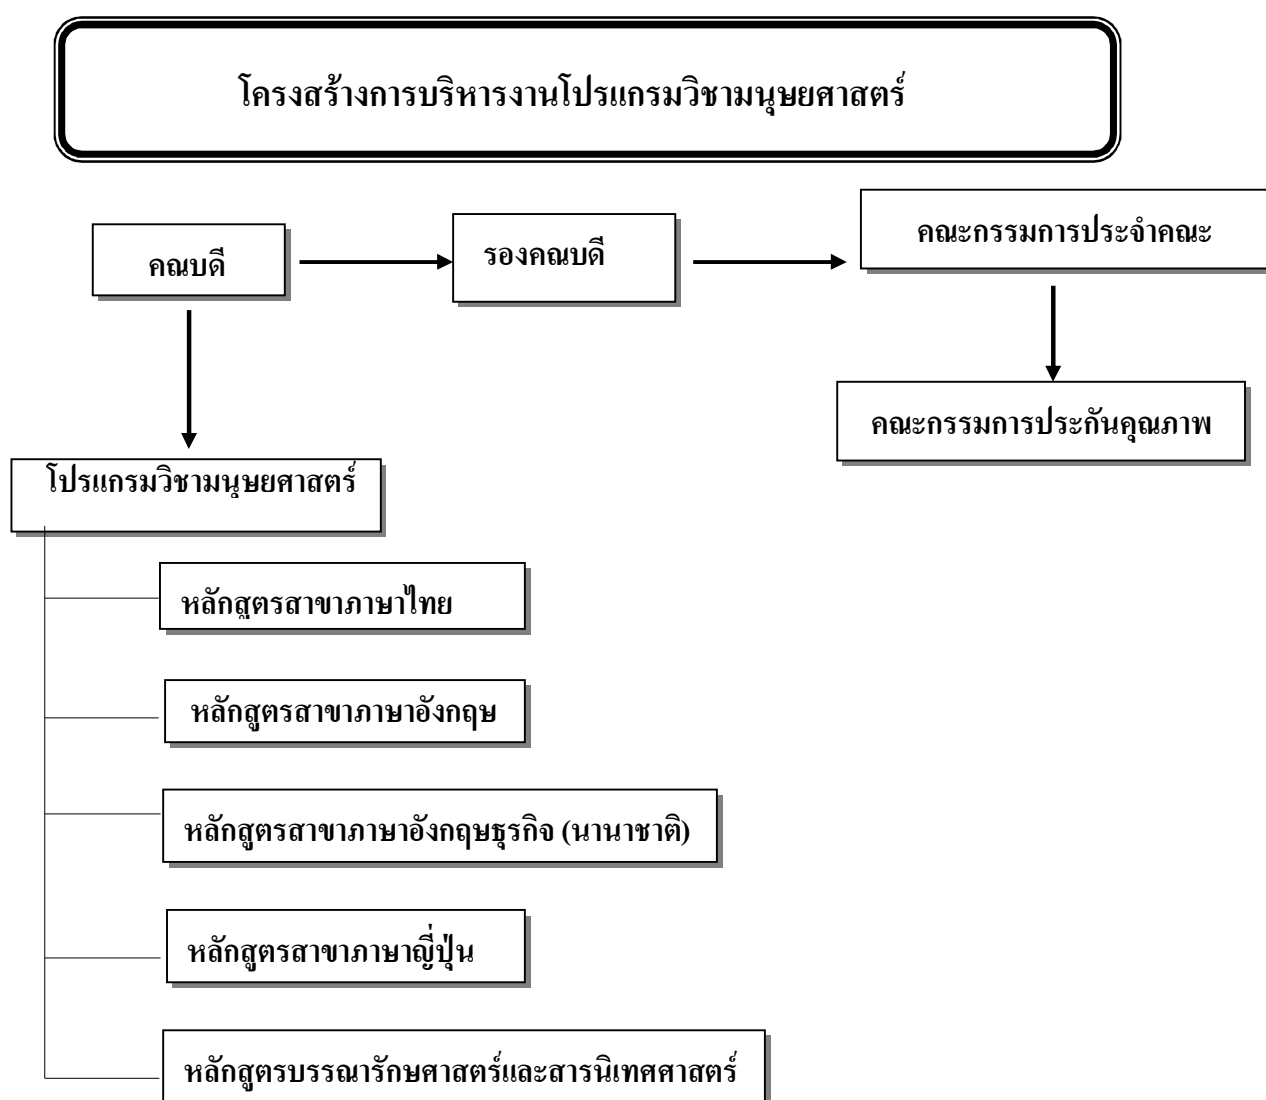 โครงสร้างการบริหารงานโปรแกรมวิชามนุษยศาสตร์
คณบดี
รองคณบดี
คณะกรรมการประจำคณะ
คณะกรรมการประกันคุณภาพ
โปรแกรมวิชามนุษยศาสตร์
หลักสูตรสาขาภาษาไทย
หลักสูตรสาขาภาษาอังกฤษ
หลักสูตรสาขาภาษาอังกฤษธุรกิจ (นานาชาติ)
หลักสูตรสาขาภาษาญี่ปุ่น
หลักสูตรบรรณารักษศาสตร์และสารนิเทศศาสตร์